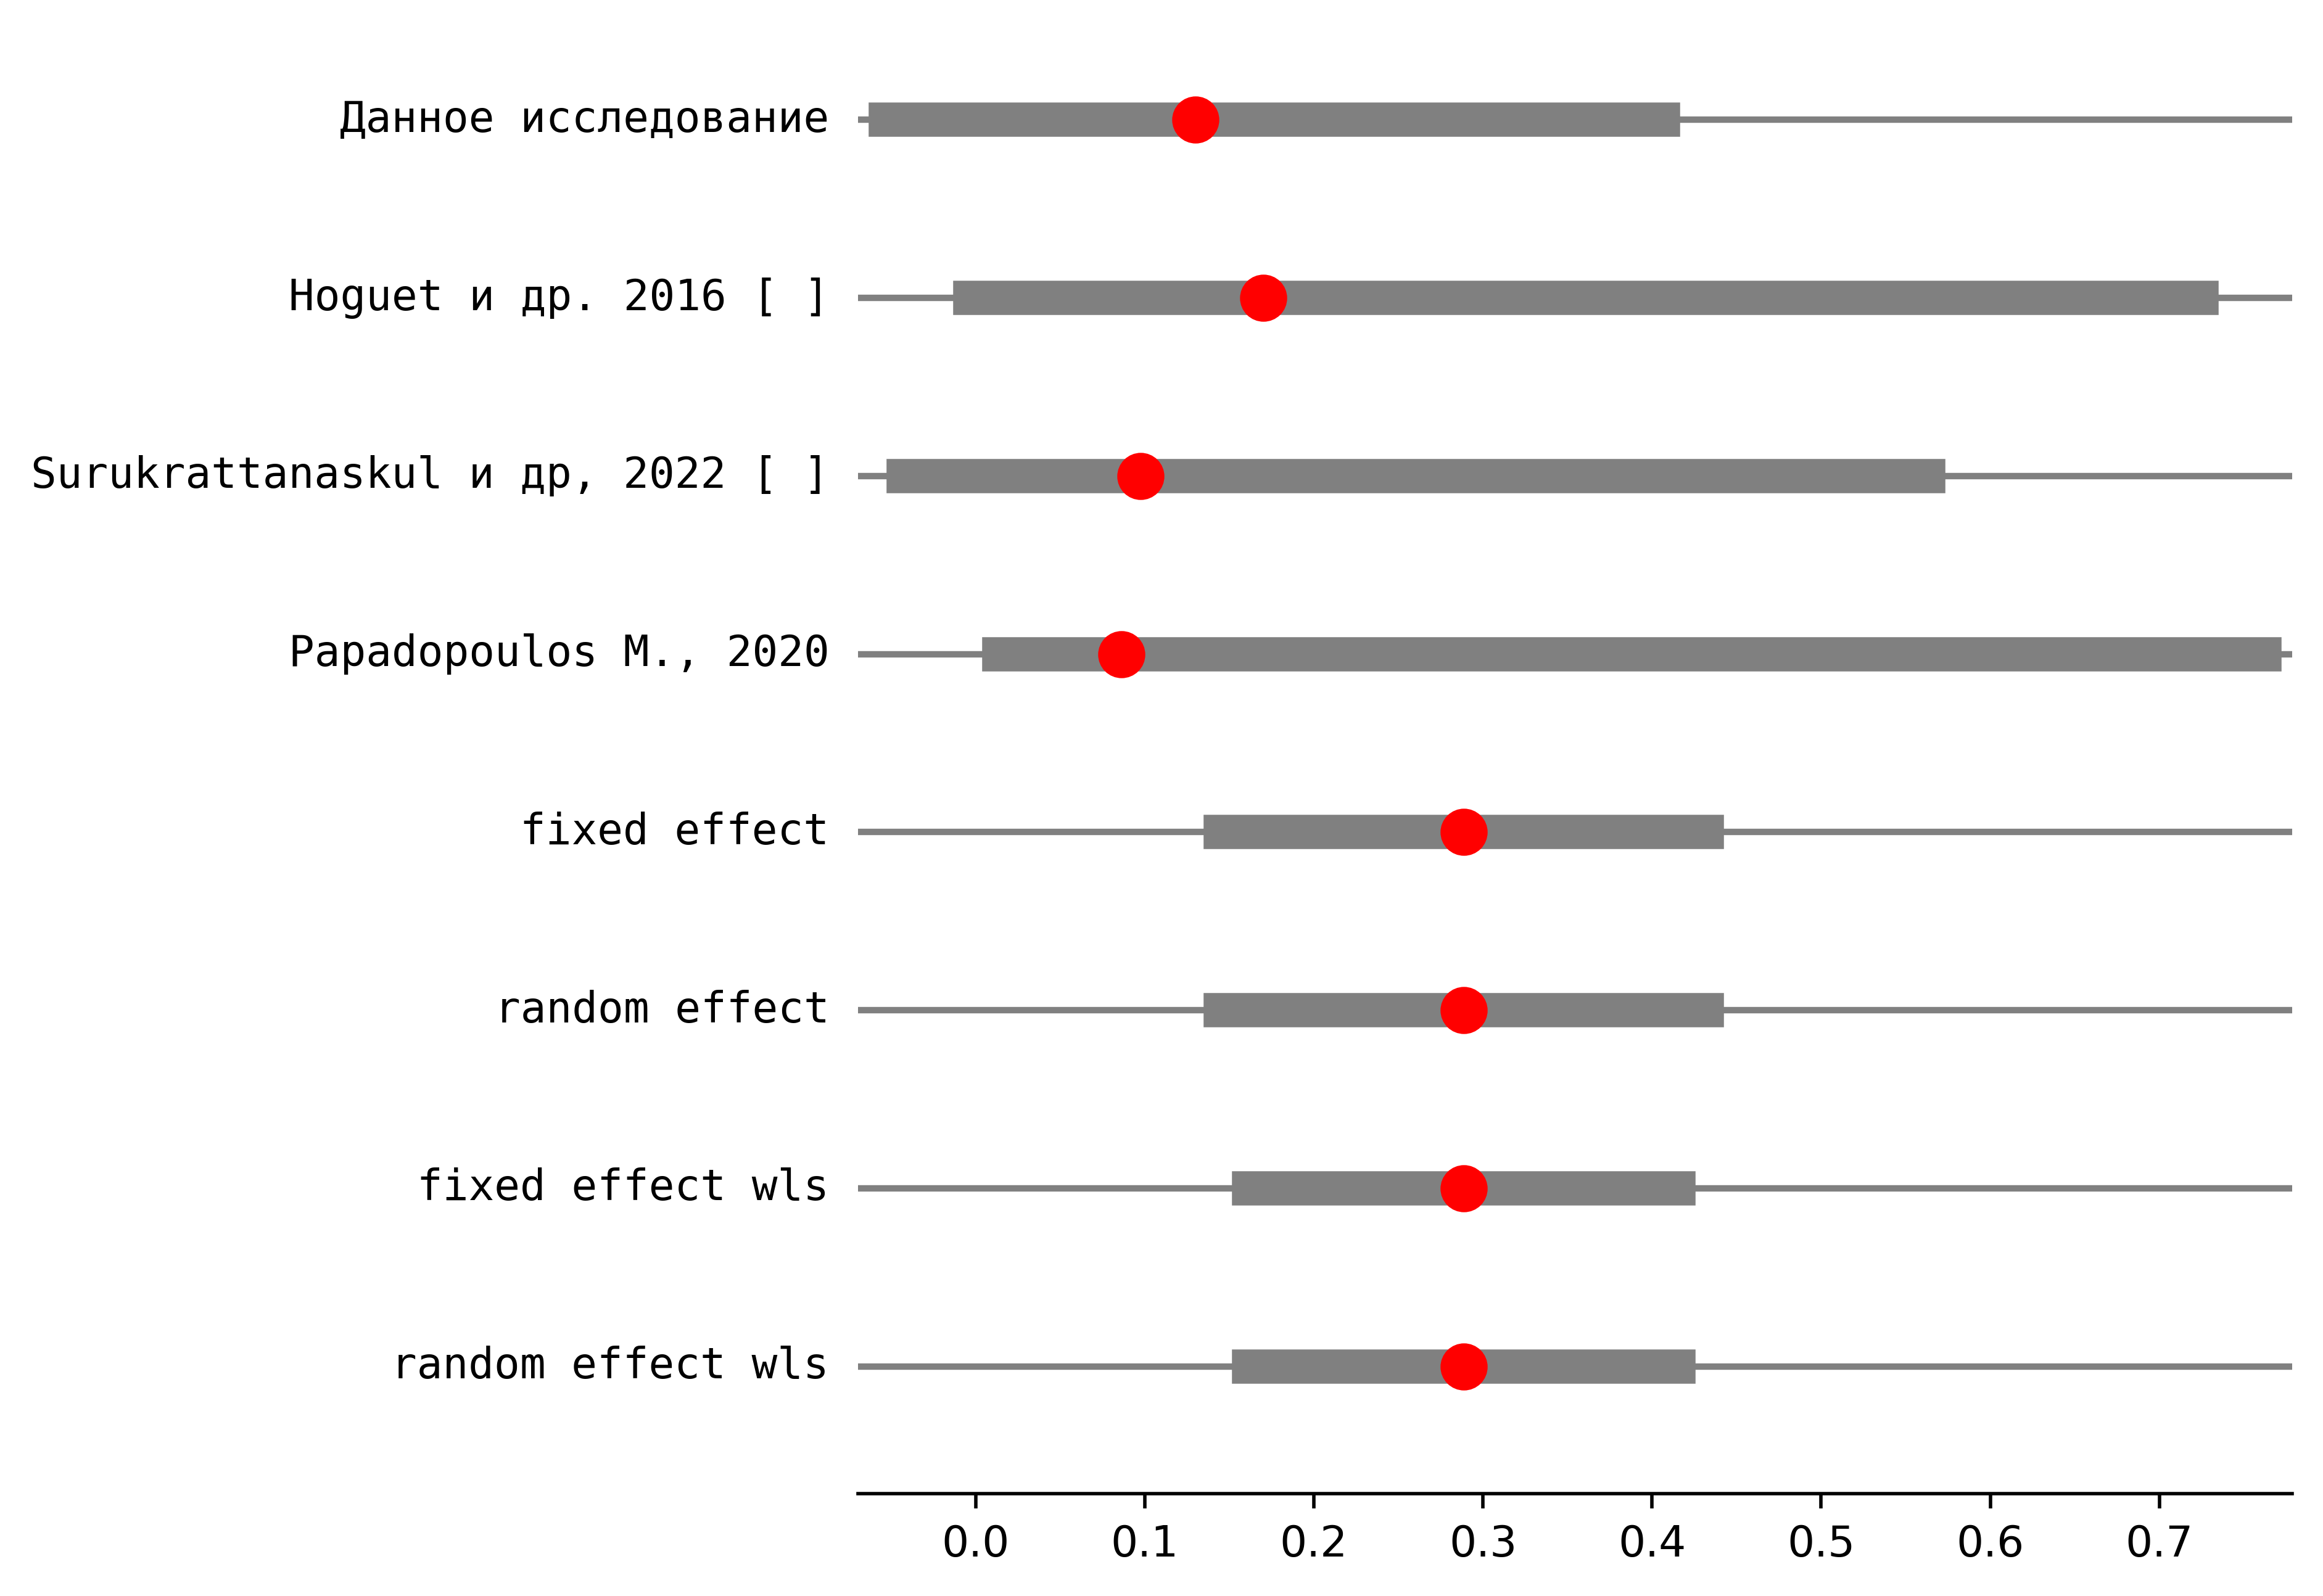 Данное исследование
Hoguet и др. 2016 [ ]
Surukrattanaskul и др, 2022 [ ]
Papadopoulos M., 2020
fixed effect
random effect
fixed effect wls
random effect wls
0.0 0.1 0.2 0.3 0.4 0.5 0.6 0.7